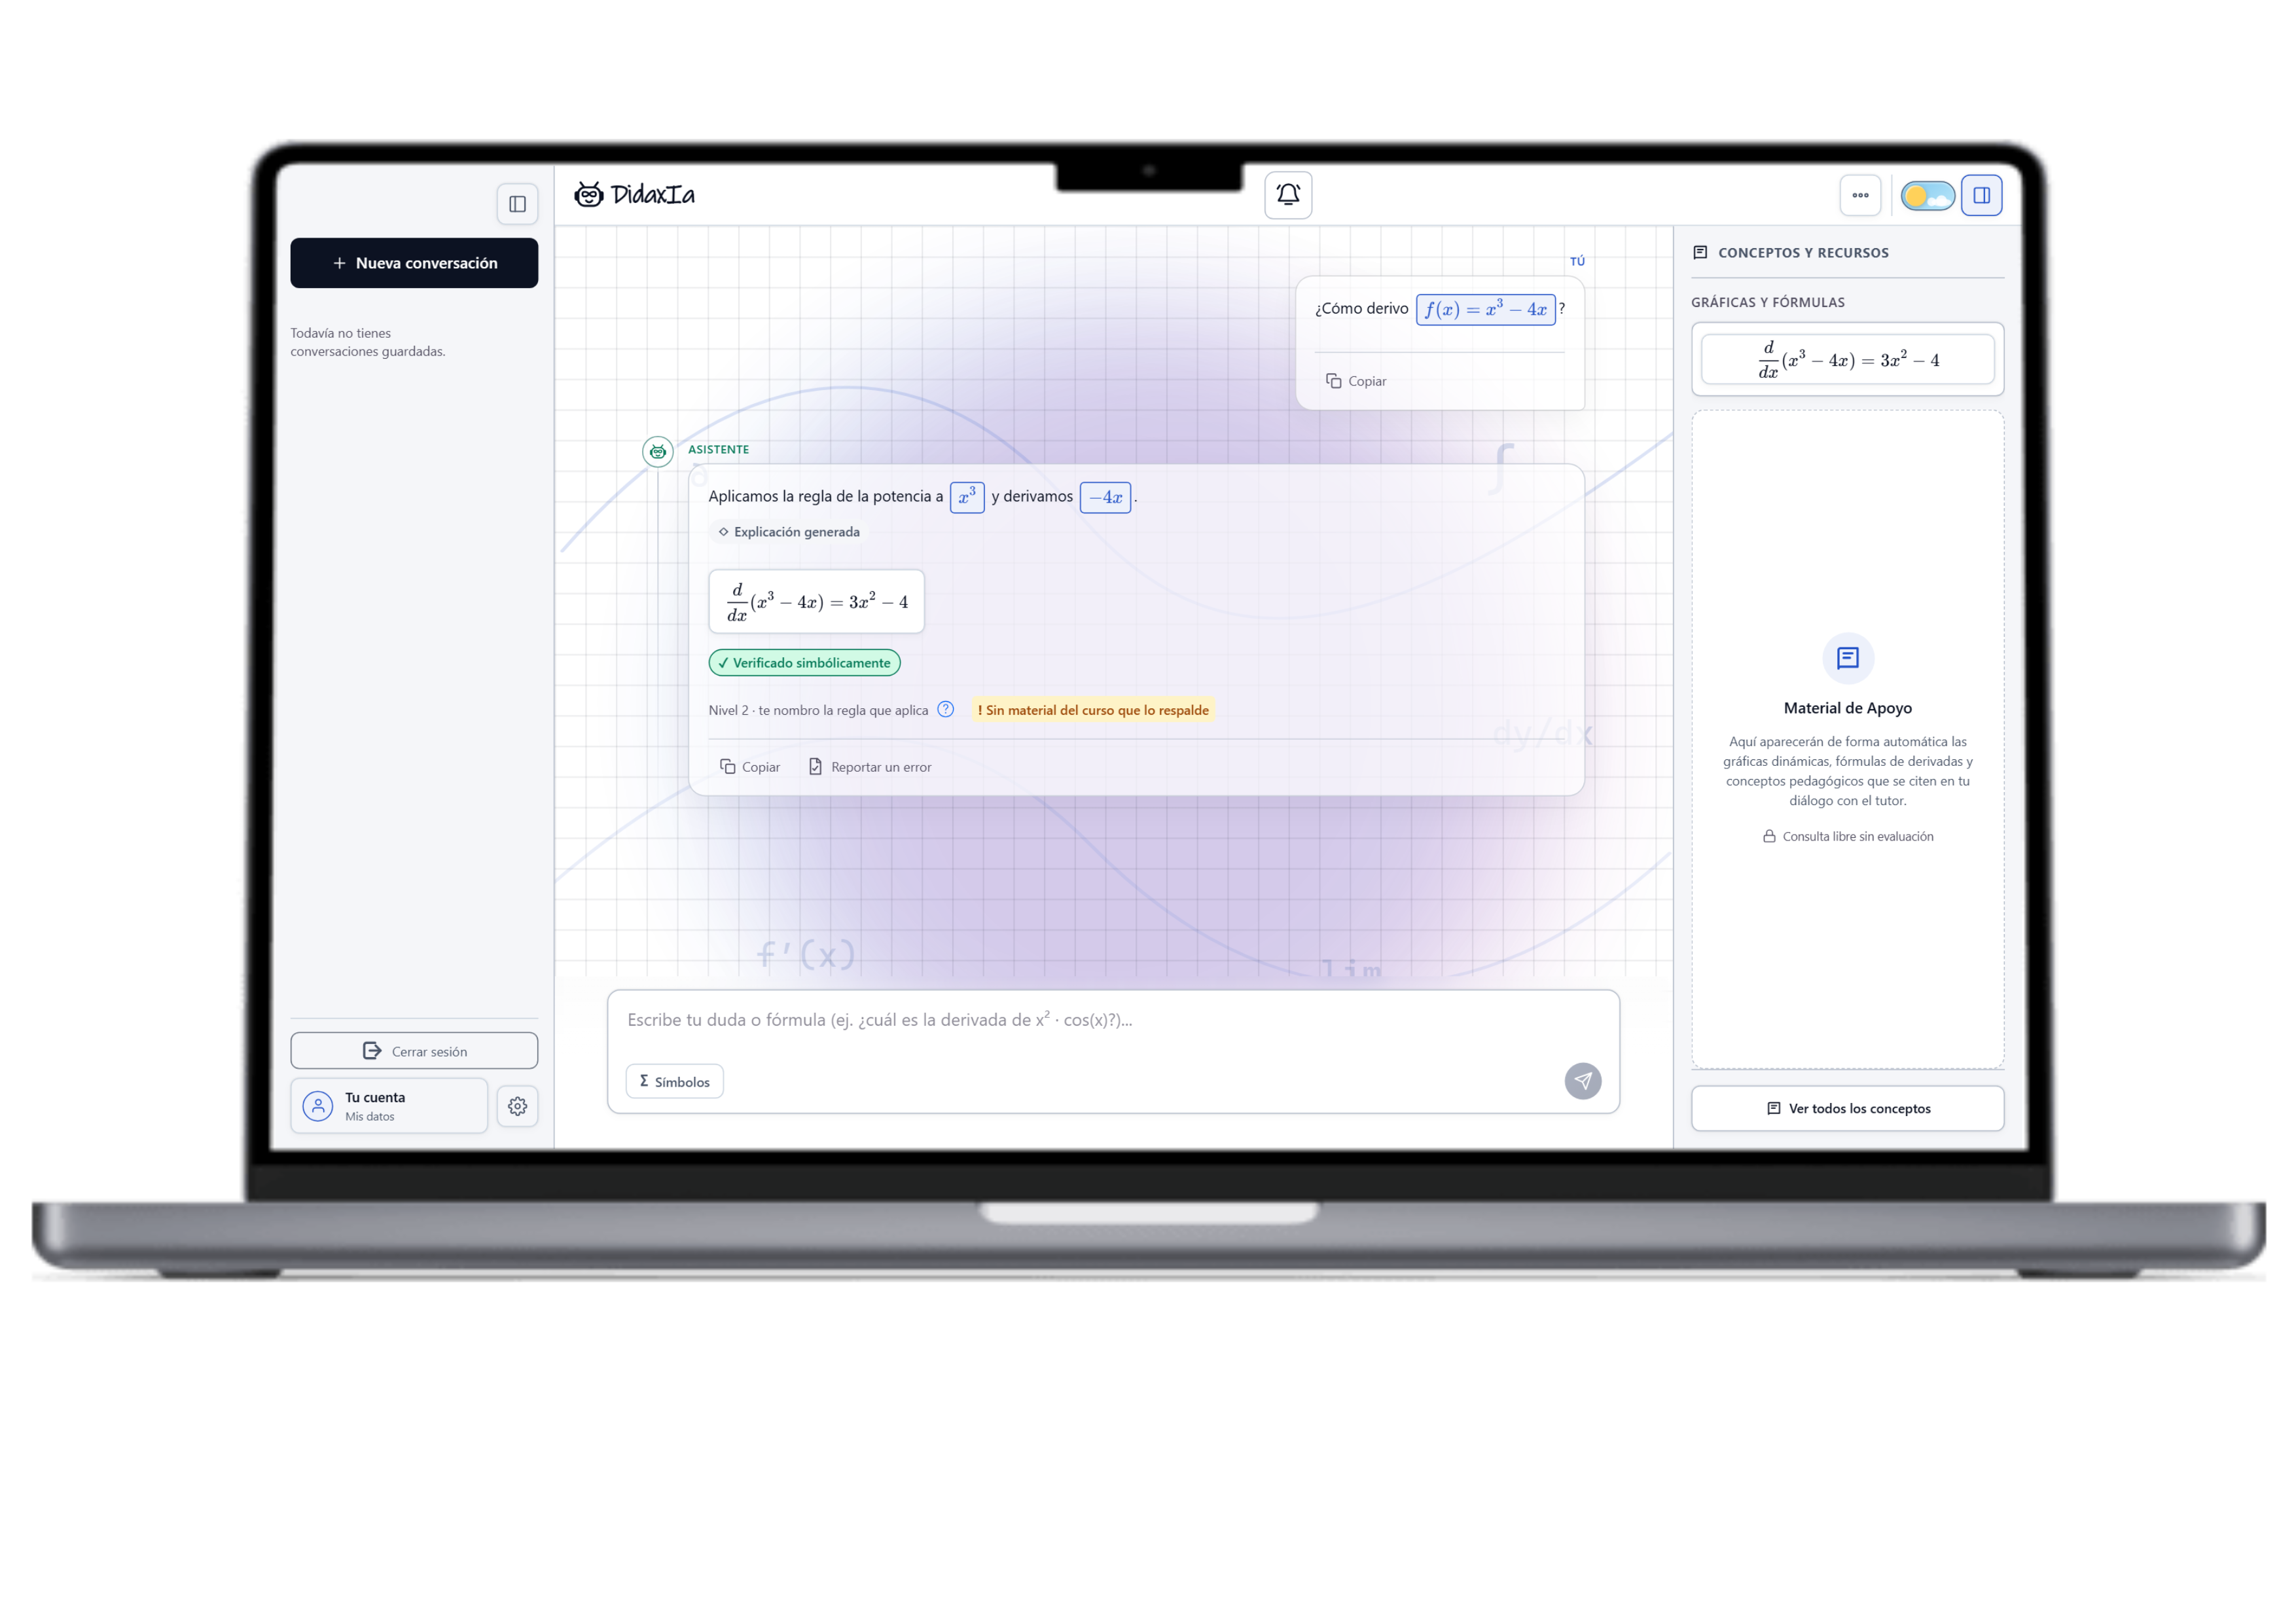 DidaxIa
+ Nueva conversación
Todavía no tienes
conversaciones guardadas.
Cerrar sesión
Tu cuenta
Mis datos
TÚ
¿Cómo derivo f(x) = x³ − 4x ?
Copiar
ASISTENTE
Aplicamos la regla de la potencia a x³ y derivamos −4x .
◇ Explicación generada
d/dx (x³ − 4x) = 3x² − 4
✓ Verificado simbólicamente
Nivel 2 · te nombro la regla que aplica ? ! Sin material del curso que lo respalde
Copiar Reportar un error
∫
dy/dx
f'(x)
lim
Escribe tu duda o fórmula (ej. ¿cuál es la derivada de x² · cos(x)?)...
Σ Símbolos
CONCEPTOS Y RECURSOS
GRÁFICAS Y FÓRMULAS
d/dx (x³ − 4x) = 3x² − 4
Material de Apoyo
Aquí aparecerán de forma automática las
gráficas dinámicas, fórmulas de derivadas y
conceptos pedagógicos que se citen en tu
diálogo con el tutor.
Consulta libre sin evaluación
Ver todos los conceptos